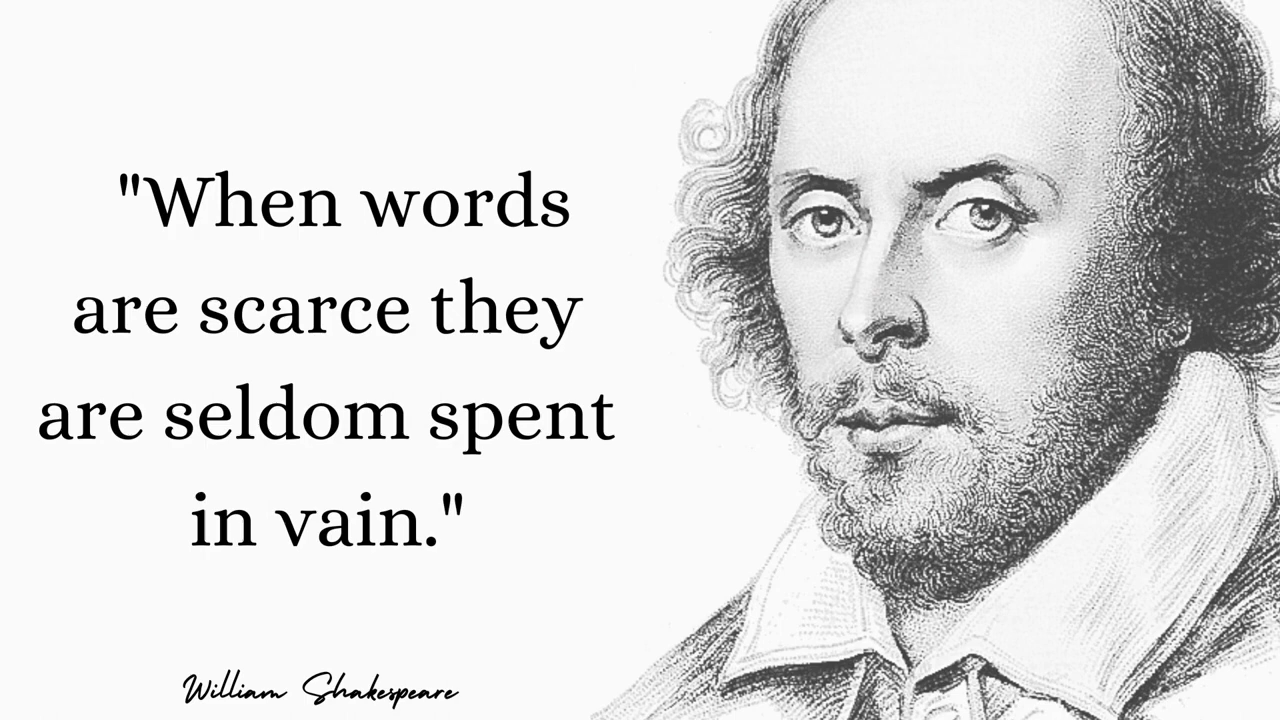 "When words
are scarce they
are seldom spent
in vain."
William Shakespeare